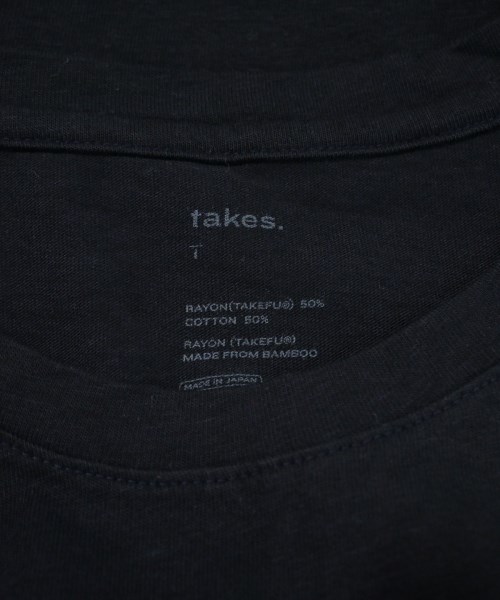 takes.
T
RAYON(TAKEFU®) 50%
COTTON 50%
RAYON (TAKEFU®)
MADE FROM BAMBOO
MADE IN JAPAN